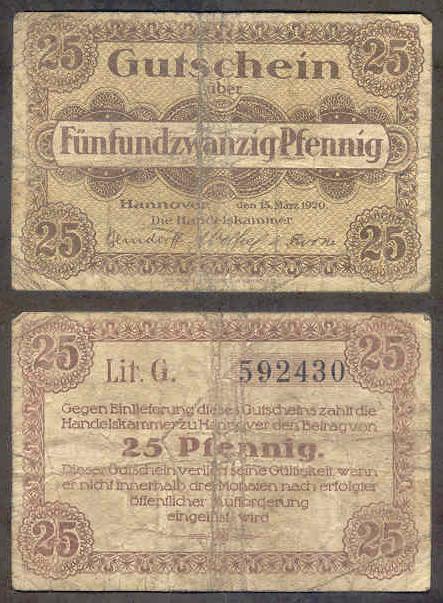 25 25
Gutschein
über
Fünfundzwanzig Pfennig
Hannover, den 15. März 1920.
Die Handelskammer
25 25
25 25
Lit. G. 592430
Gegen Einlieferung dieses Gutscheins zahlt die
Handelskammer zu Hannover den Betrag von
25 Pfennig.
Dieser Gutschein verliert seine Gültigkeit, wenn
er nicht innerhalb drei Monaten nach erfolgter
öffentlicher Aufforderung
eingelöst wird
25 25